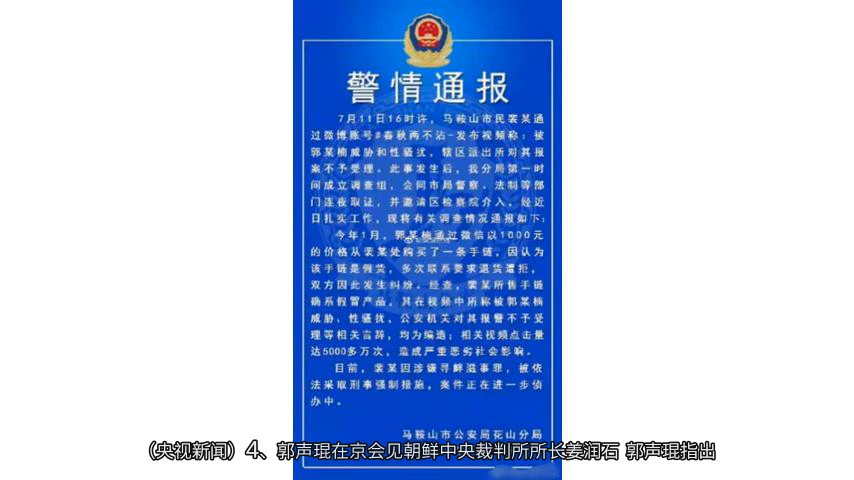 警情通报
7月11日16时许，马鞍山市民裴某通
过微博账号#春秋两不沾-发布视频称：被
郭某楠威胁和性骚扰，辖区派出所对其报
案不予受理。此事发生后，我分局第一时
间成立调查组，会同市局督察、法制等部
门连夜取证，并邀请区检察院介入，经近
日扎实工作，现将有关调查情况通报如下：
今年1月，郭某楠通过微信以1000元
的价格从裴某处购买了一条手链，因认为
该手链是假货，多次联系要求退货遭拒，
双方因此发生纠纷。经查，裴某所售手链
确系假冒产品，其在视频中所称被郭某楠
威胁、性骚扰，公安机关对其报警不予受
理等相关言辞，均为编造；相关视频点击量
达5000多万次，造成严重恶劣社会影响。
目前，裴某因涉嫌寻衅滋事罪，被依
法采取刑事强制措施，案件正在进一步侦
办中。
马鞍山市公安局花山分局
（央视新闻）4、郭声琨在京会见朝鲜中央裁判所所长姜润石 郭声琨指出